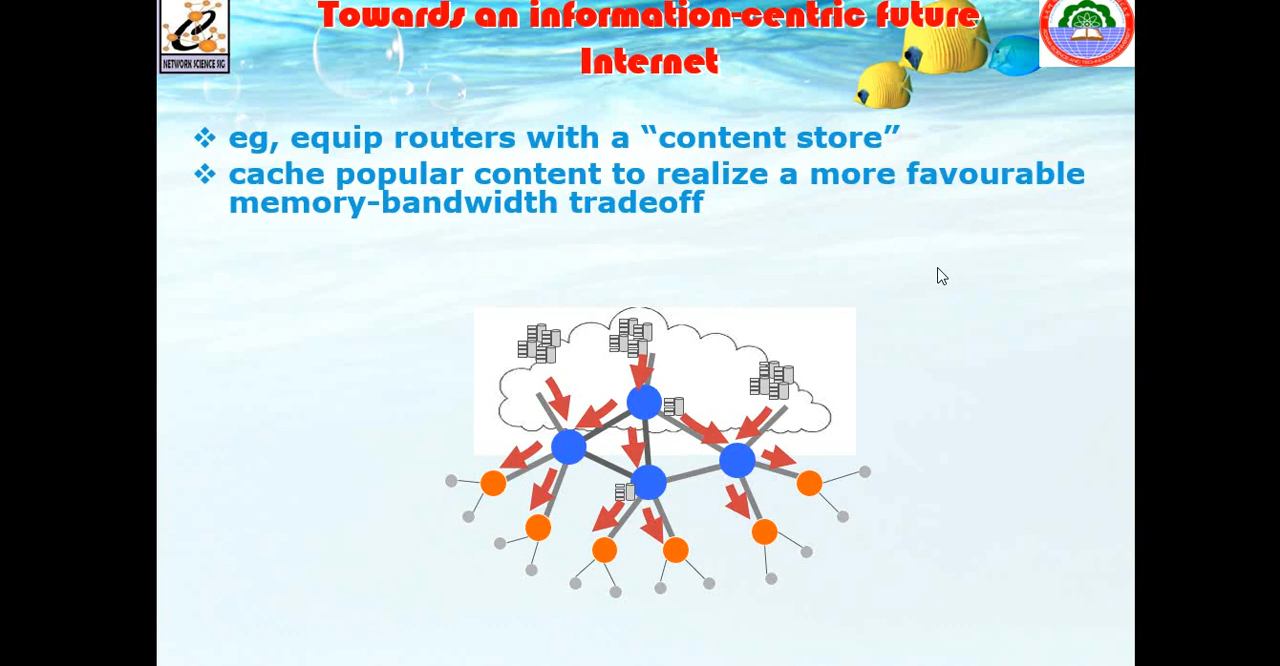 Towards an information-centric future
Internet
NETWORK SCIENCE SIG
eg, equip routers with a “content store”
cache popular content to realize a more favourable
memory-bandwidth tradeoff